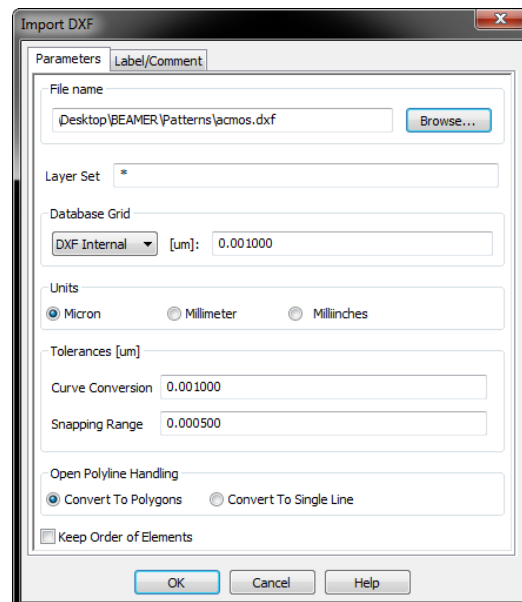 Import DXF
Parameters Label/Comment
File name
\Desktop\BEAMER\Patterns\acmos.dxf Browse...
Layer Set *
Database Grid
DXF Internal [um]: 0.001000
Units
Micron Millimeter Milliinches
Tolerances [um]
Curve Conversion 0.001000
Snapping Range 0.000500
Open Polyline Handling
Convert To Polygons Convert To Single Line
Keep Order of Elements
OK Cancel Help